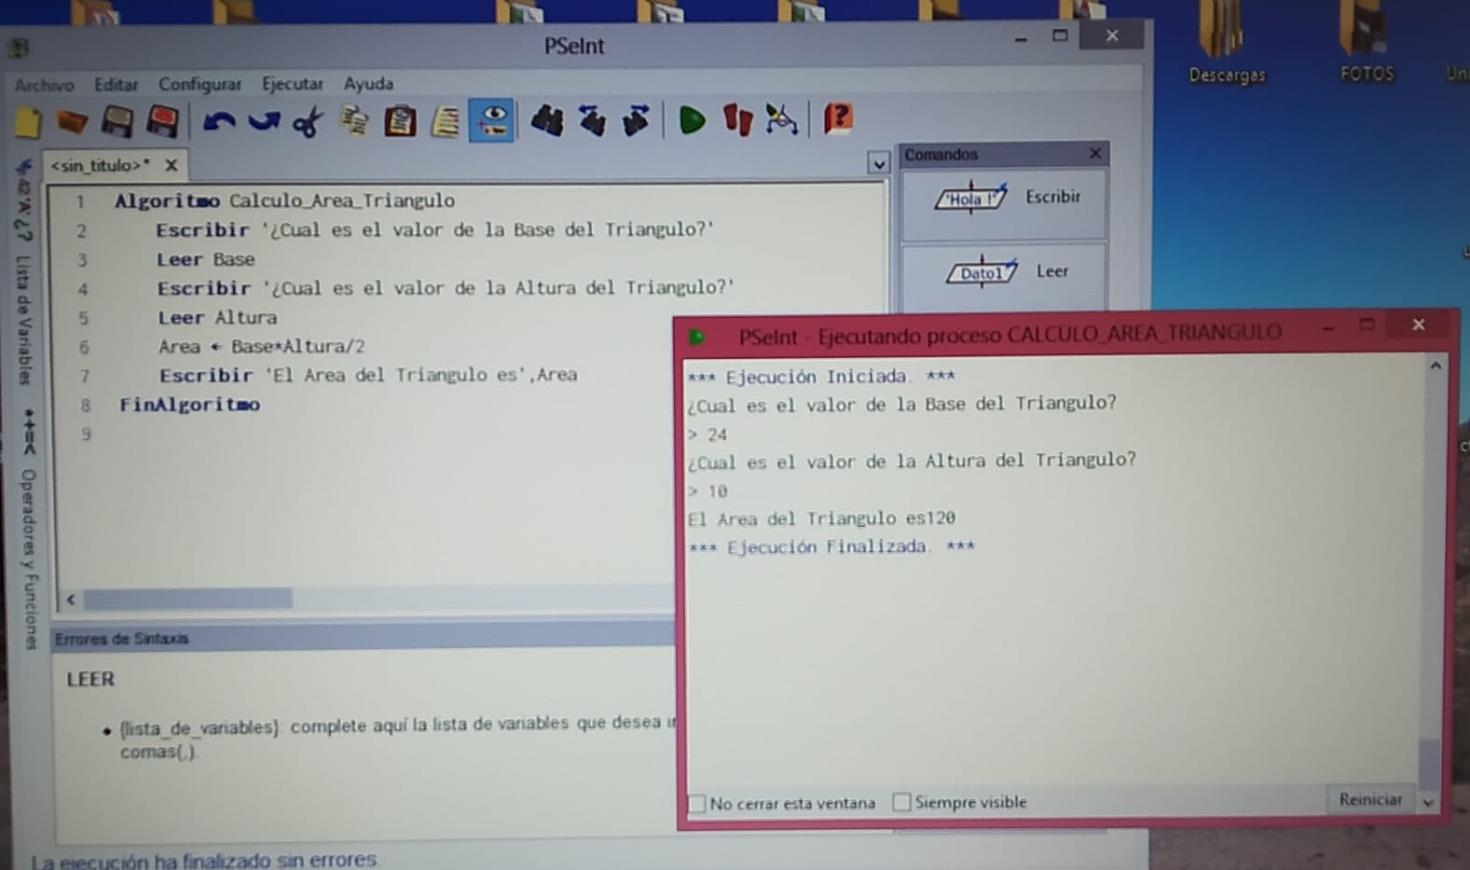 Descargas
FOTOS
Un
PSeInt
Archivo Editar Configurar Ejecutar Ayuda
<sin_titulo>* X
Comandos
'Hola !' Escribir
Dato1 Leer
Lista de Variables
Operadores y Funciones
1 Algoritmo Calculo_Area_Triangulo
2 Escribir '¿Cual es el valor de la Base del Triangulo?'
3 Leer Base
4 Escribir '¿Cual es el valor de la Altura del Triangulo?'
5 Leer Altura
6 Area ← Base*Altura/2
7 Escribir 'El Area del Triangulo es',Area
8 FinAlgoritmo
9
Errores de Sintaxis
LEER
• {lista_de_variables}: complete aquí la lista de variables que desea
comas(,).
La ejecución ha finalizado sin errores.
PSeInt - Ejecutando proceso CALCULO_AREA_TRIANGULO
*** Ejecución Iniciada. ***
¿Cual es el valor de la Base del Triangulo?
> 24
¿Cual es el valor de la Altura del Triangulo?
> 10
El Area del Triangulo es120
*** Ejecución Finalizada. ***
No cerrar esta ventana Siempre visible Reiniciar